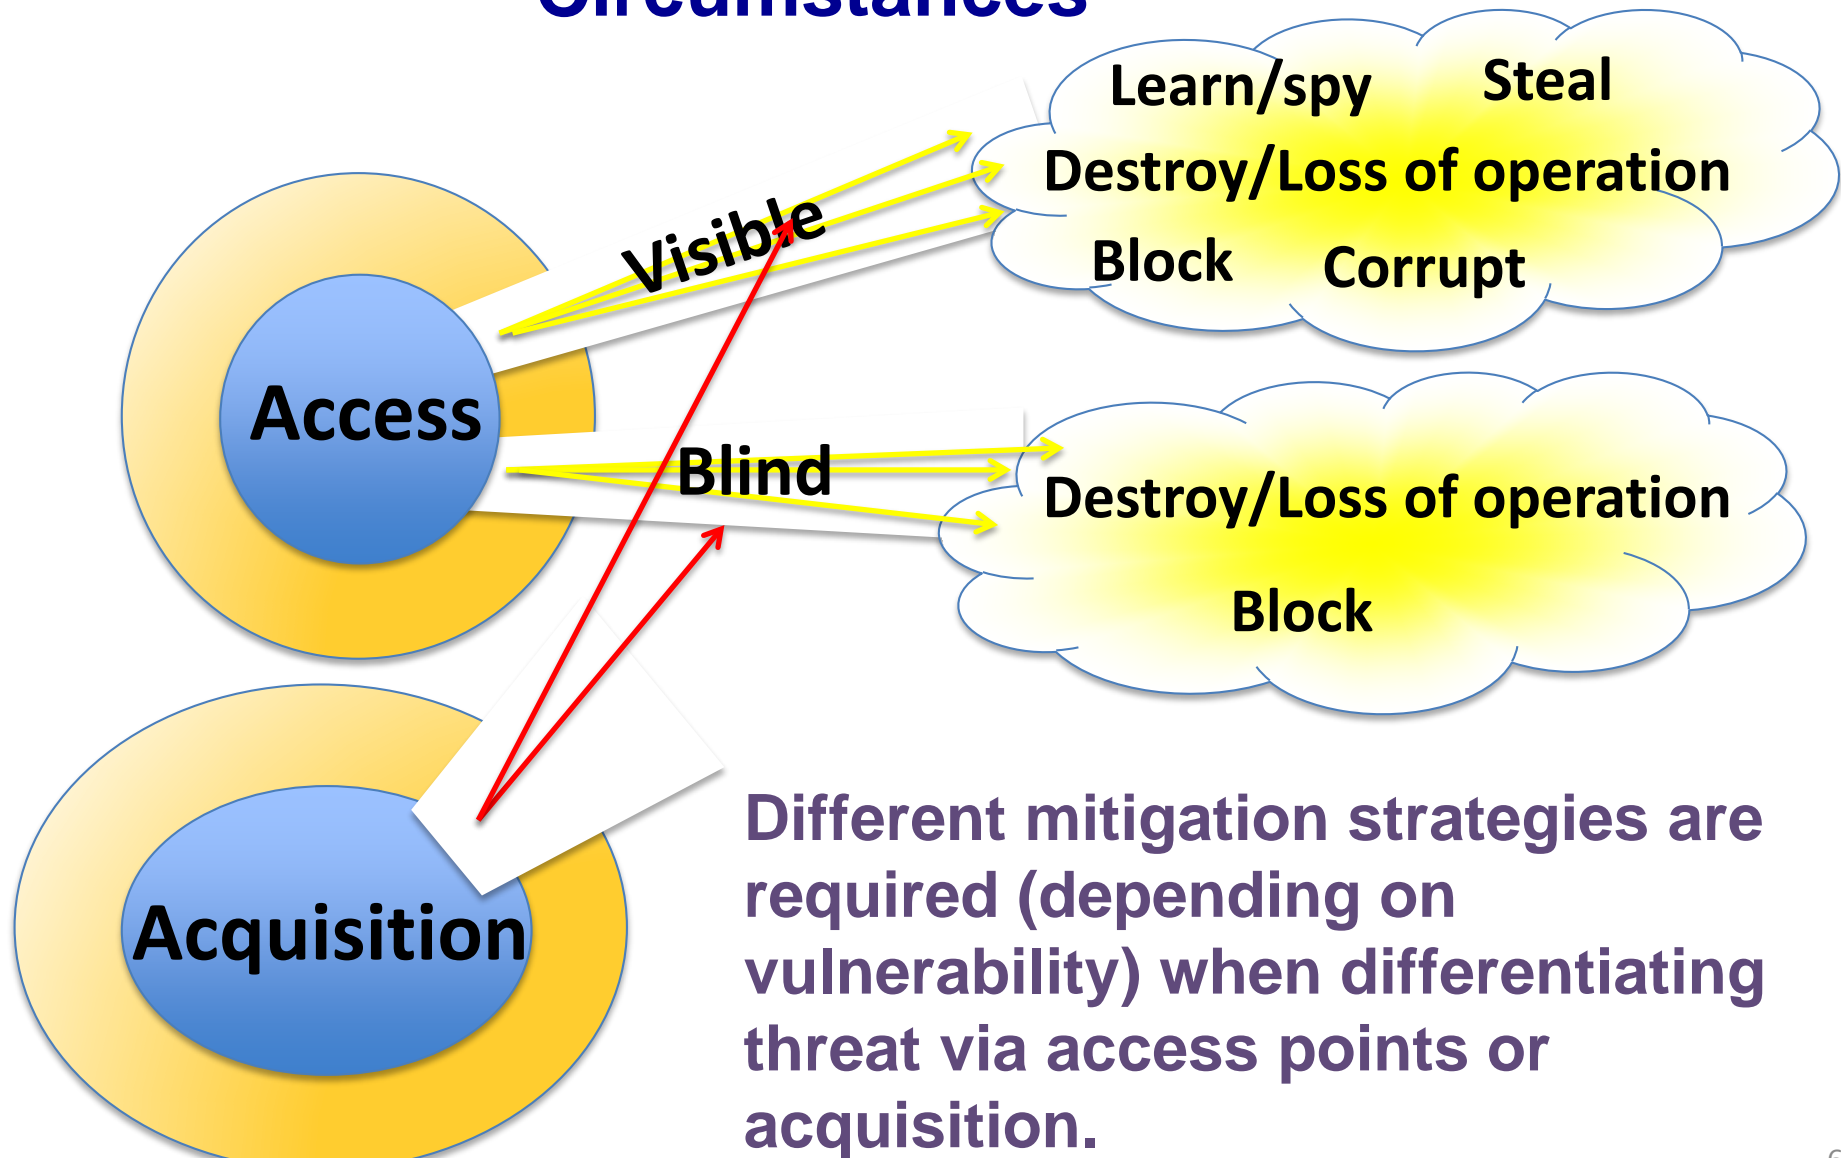 Circumstances
Learn/spy Steal
Destroy/Loss of operation
Block Corrupt
Visible
Access
Blind
Destroy/Loss of operation
Block
Acquisition
Different mitigation strategies are
required (depending on
vulnerability) when differentiating
threat via access points or
acquisition.